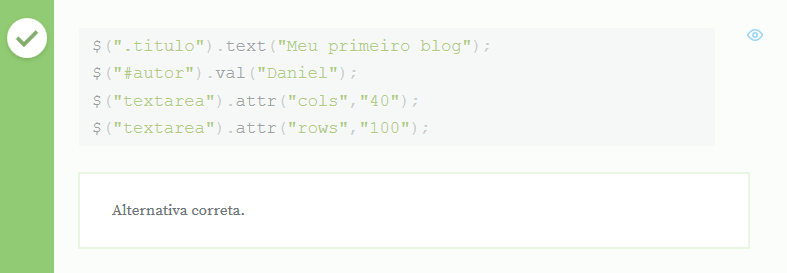 $(".titulo").text("Meu primeiro blog");
$("#autor").val("Daniel");
$("textarea").attr("cols","40");
$("textarea").attr("rows","100");
Alternativa correta.